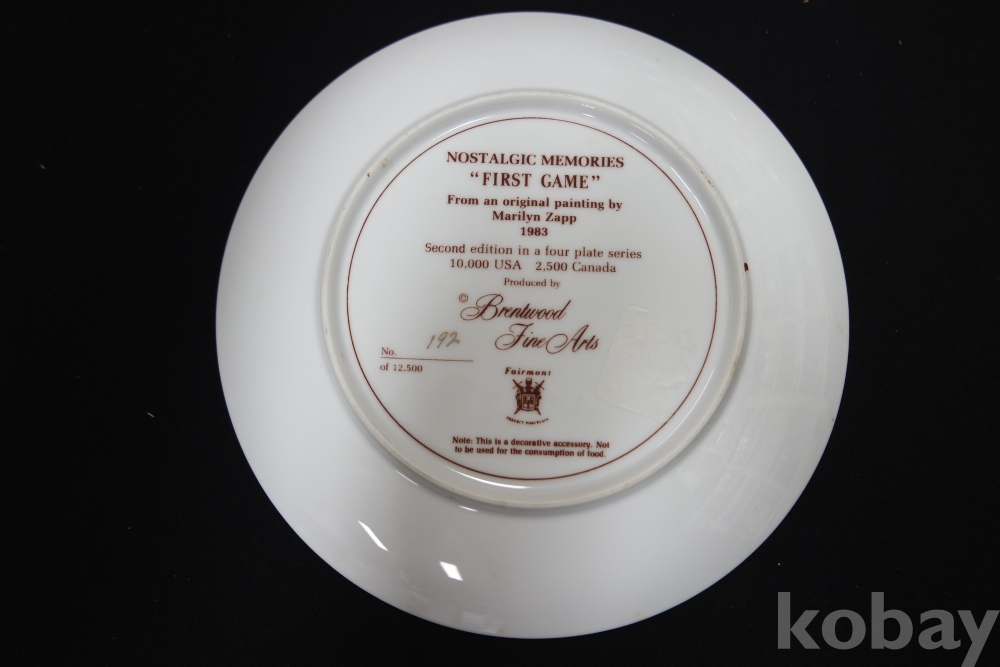 NOSTALGIC MEMORIES
“FIRST GAME”
From an original painting by
Marilyn Zapp
1983
Second edition in a four plate series
10,000 USA 2,500 Canada
Produced by
© Brentwood
Fine Arts
No. 192
of 12,500
Fairmont
PERFECT PORCELAIN
Note: This is a decorative accessory. Not
to be used for the consumption of food.
kobay